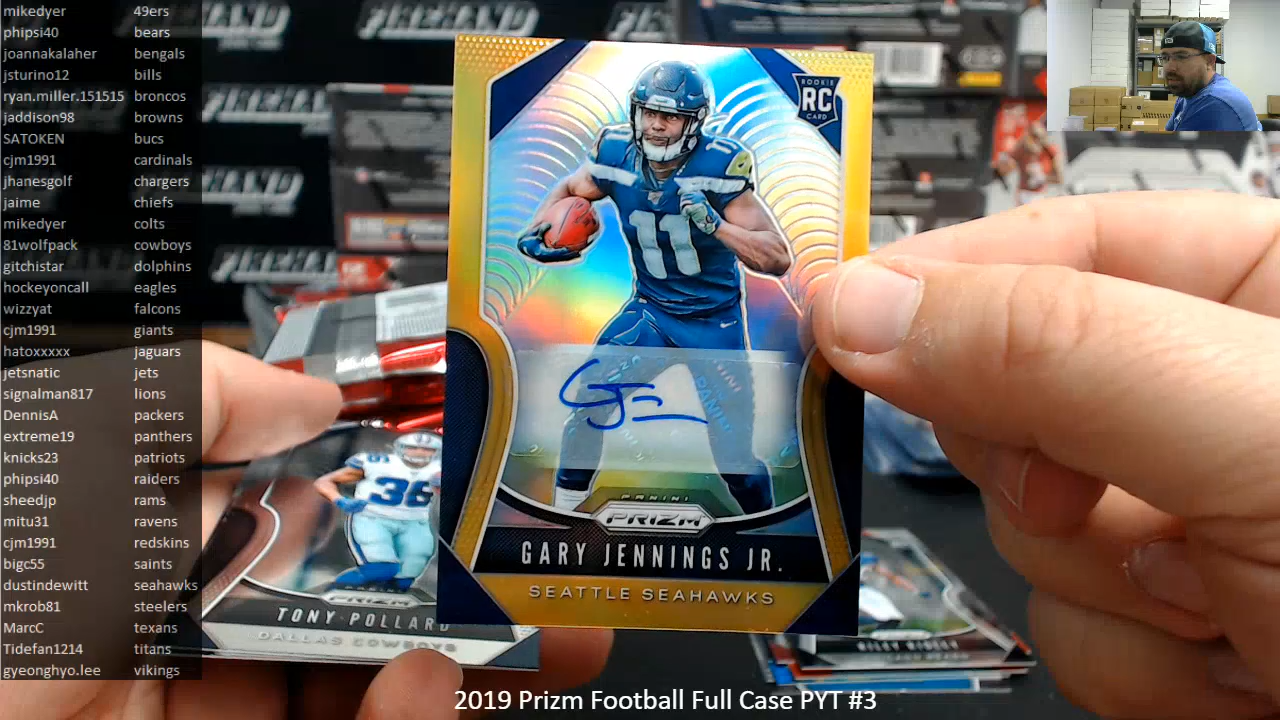 mikedyer 49ers
phipsi40 bears
joannakalaher bengals
jsturino12 bills
ryan.miller.151515 broncos
jaddison98 browns
SATOKEN bucs
cjm1991 cardinals
jhanesgolf chargers
jaime chiefs
mikedyer colts
81wolfpack cowboys
gitchistar dolphins
hockeyoncall eagles
wizzyat falcons
cjm1991 giants
hatoxxxxx jaguars
jetsnatic jets
signalman817 lions
DennisA packers
extreme19 panthers
knicks23 patriots
phipsi40 raiders
sheedjp rams
mitu31 ravens
cjm1991 redskins
bigc55 saints
dustindewitt seahawks
mkrob81 steelers
MarcC texans
Tidefan1214 titans
gyeonghyo.lee vikings
FIREHAND
ROOKIE
RC
CARD
11
11
PANINI
PRIZM
GARY JENNINGS JR.
SEATTLE SEAHAWKS
36
PRIZM
TONY POLLARD
DALLAS COWBOYS
2019 Prizm Football Full Case PYT #3